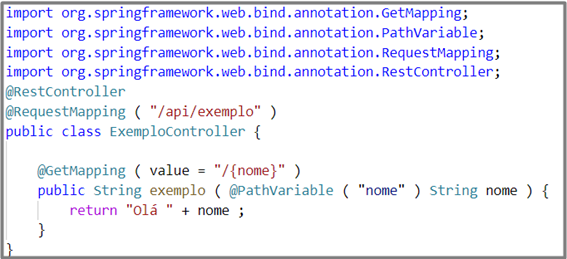 import org.springframework.web.bind.annotation.GetMapping;
import org.springframework.web.bind.annotation.PathVariable;
import org.springframework.web.bind.annotation.RequestMapping;
import org.springframework.web.bind.annotation.RestController;
@RestController
@RequestMapping ( "/api/exemplo" )
public class ExemploController {
@GetMapping ( value = "/{nome}" )
public String exemplo ( @PathVariable ( "nome" ) String nome ) {
return "Olá " + nome ;
}
}